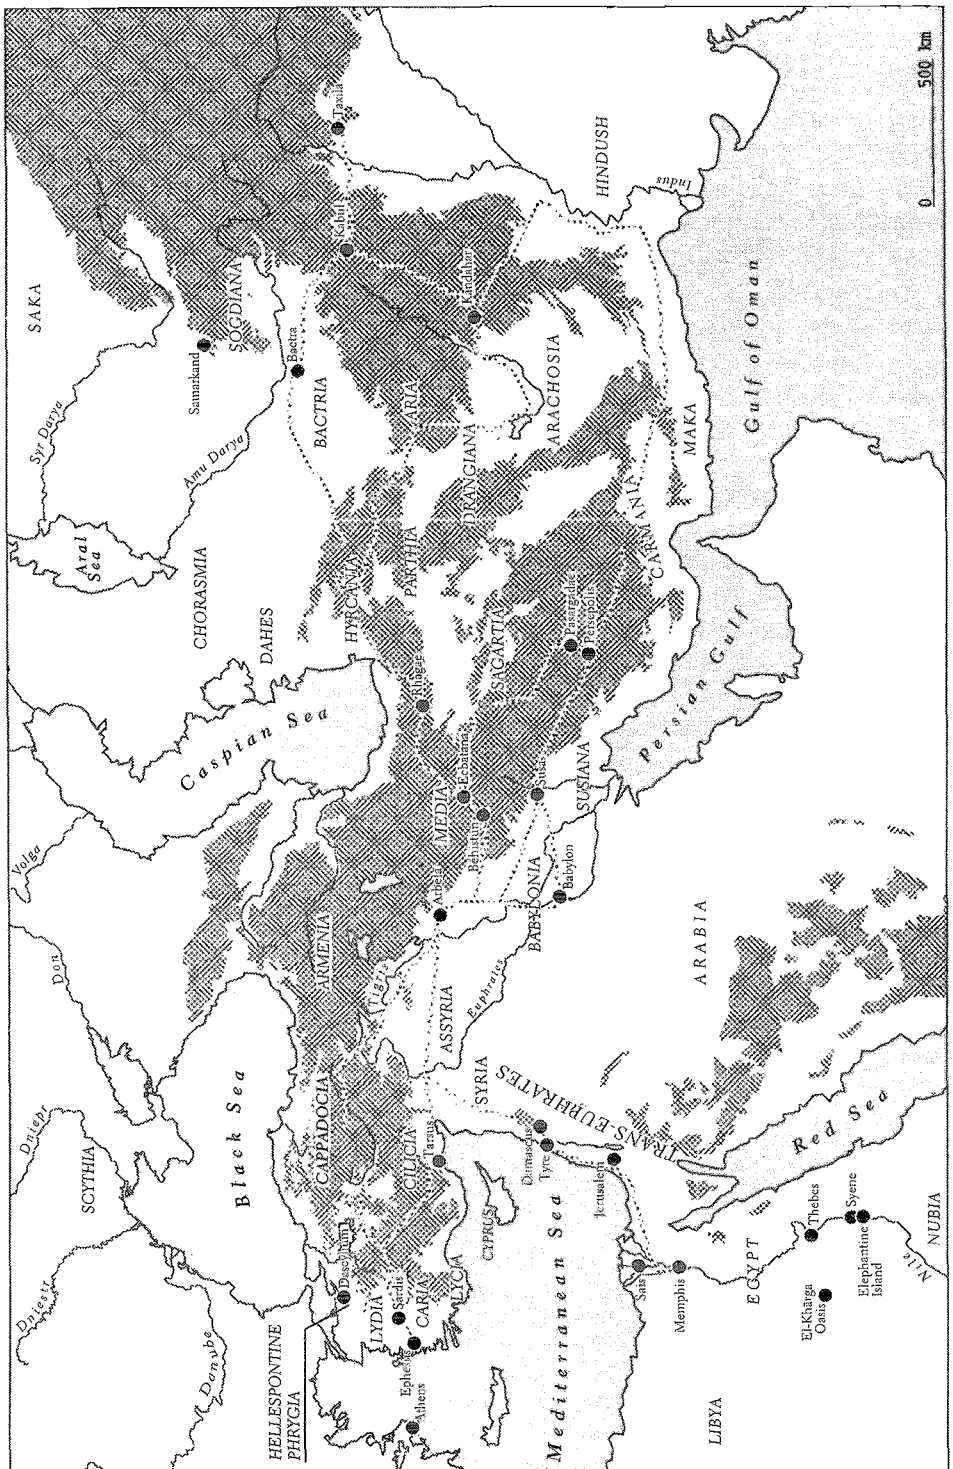 SCYTHIA
Dniestr
Dniepr
Don
Volga
Danube
Black Sea
Caspian Sea
Aral
Sea
Syr Darya
Amu Darya
SAKA
CHORASMIA
DAHES
Samarkand
SOGDIANA
Bactra
BACTRIA
HELLESPONTINE
PHRYGIA
Dascylium
CAPPADOCIA
ARMENIA
HYRCANIA
PARTHIA
ARIA
Kabul
Taxila
LYDIA
Sardis
CARIA
Ephesus
Athens
LYCIA
CILICIA
Tarsus
Tigris
ASSYRIA
Arbela
MEDIA
Ecbatana
Behistun
Rhagae
SAGARTIA
DRANGIANA
Kandahar
ARACHOSIA
CYPRUS
SYRIA
Euphrates
BABYLONIA
Babylon
Susa
SUSIANA
Pasargadae
Persepolis
CARMANIA
MAKA
HINDUSH
Indus
Mediterranean Sea
Damascus
Tyre
Jerusalem
TRANS-EUPHRATES
ARABIA
Persian Gulf
Gulf of Oman
LIBYA
Sais
Memphis
EGYPT
El-Kharga
Oasis
Thebes
Syene
Elephantine
Island
Nile
NUBIA
Red Sea
0 500 km